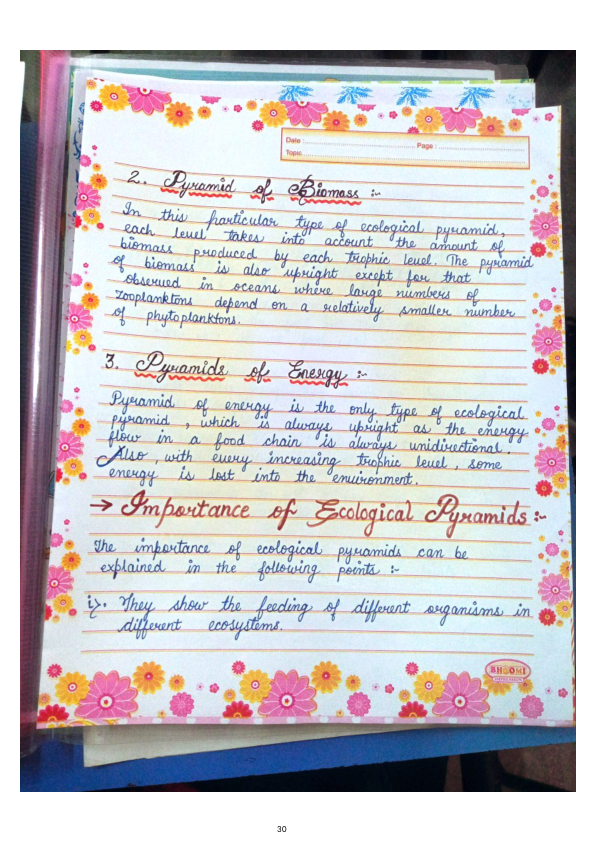 Date : Page :
Topic
2. Pyramid of Biomass :-
In this particular type of ecological pyramid,
each level takes into account the amount of
biomass produced by each trophic level. The pyramid
of biomass is also upright except for that
observed in oceans where large numbers of
zooplanktons depend on a relatively smaller number
of phytoplanktons.
3. Pyramids of Energy :-
Pyramid of energy is the only type of ecological
pyramid, which is always upright as the energy
flow in a food chain is always unidirectional.
Also, with every increasing trophic level, some
energy is lost into the environment.
→ Importance of Ecological Pyramids :-
The importance of ecological pyramids can be
explained in the following points :-
i). They show the feeding of different organisms in
different ecosystems.
BHOOMI
30